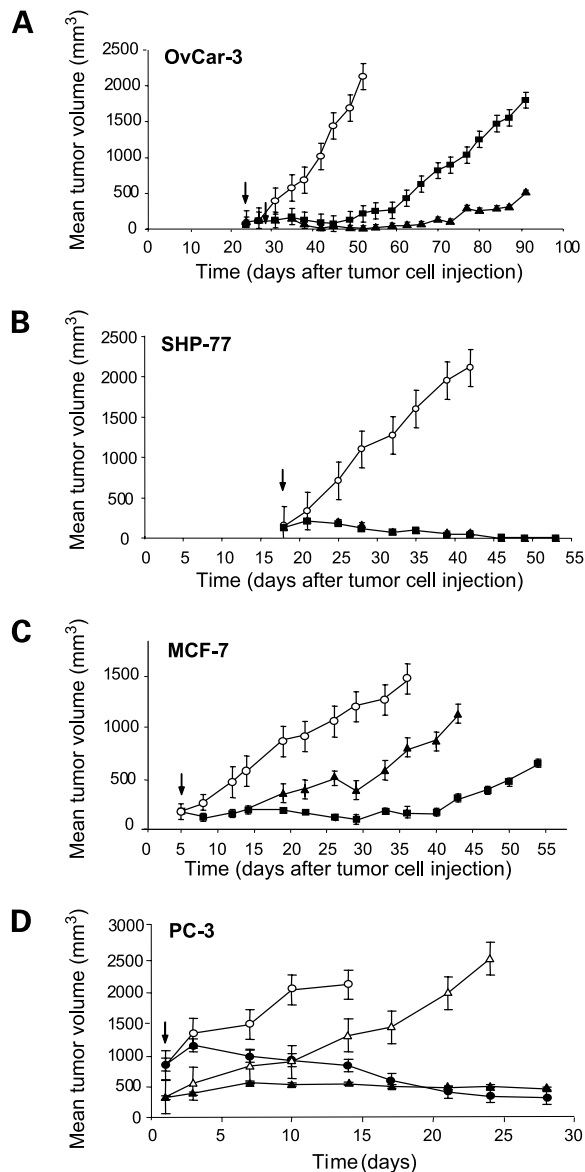 A
OvCar-3
Mean tumor volume (mm³)
2500
2000
1500
1000
500
0
0 10 20 30 40 50 60 70 80 90 100
Time (days after tumor cell injection)
B
SHP-77
Mean tumor volume (mm³)
2500
2000
1500
1000
500
0
0 5 10 15 20 25 30 35 40 45 50 55
Time (days after tumor cell injection)
C
MCF-7
Mean tumor volume (mm³)
1500
1000
500
0
0 5 10 15 20 25 30 35 40 45 50 55
Time (days after tumor cell injection)
D
PC-3
Mean tumor volume (mm³)
3000
2500
2000
1500
1000
500
0
0 5 10 15 20 25 30
Time (days)